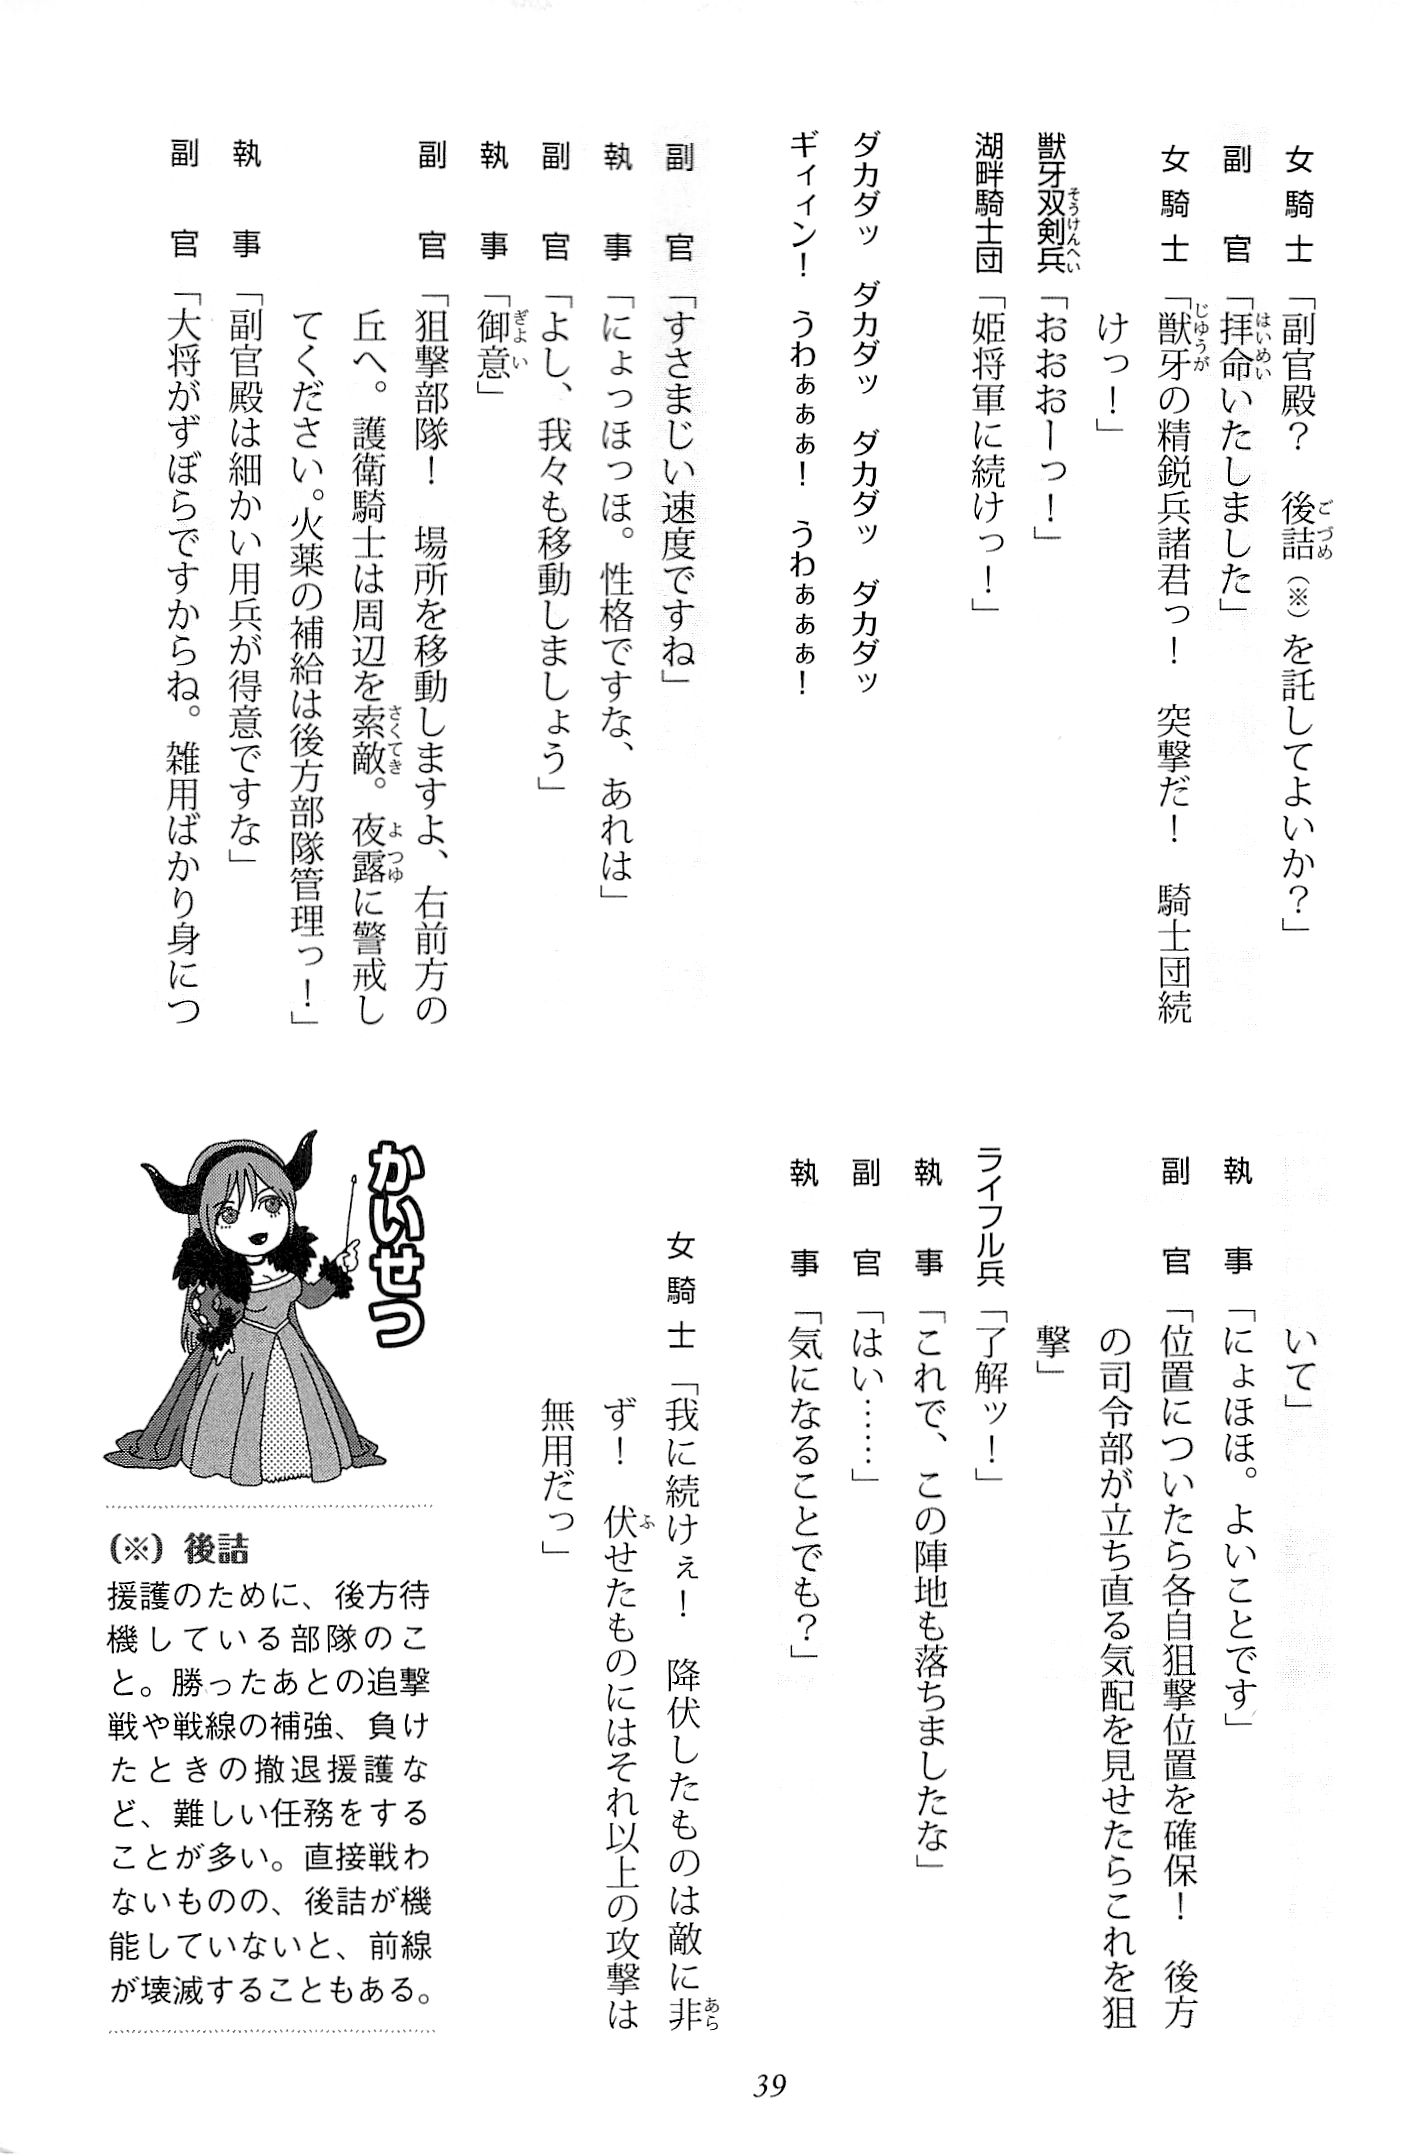 女騎士「副官殿?　後詰(※)を託してよいか?」
副　官「拝命いたしました」
女騎士「獣牙の精鋭兵諸君っ!　突撃だ!　騎士団続
けっ!」
獣牙双剣兵「おおおーっ!」
湖畔騎士団「姫将軍に続けっ!」
ダカダッ　ダカダッ　ダカダッ　ダカダッ
ギィィン!　うわぁぁぁ!　うわぁぁぁ!
副　官「すさまじい速度ですね」
執　事「にょっほっほ。性格ですな、あれは」
副　官「よし、我々も移動しましょう」
執　事「御意」
副　官「狙撃部隊!　場所を移動しますよ、右前方の
丘へ。護衛騎士は周辺を索敵。夜露に警戒し
てください。火薬の補給は後方部隊管理っ!」
執　事「副官殿は細かい用兵が得意ですな」
副　官「大将がずぼらですからね。雑用ばかり身につ
いて」
執　事「にょほほ。よいことです」
副　官「位置についたら各自狙撃位置を確保!　後方
の司令部が立ち直る気配を見せたらこれを狙
撃」
ライフル兵「了解ッ!」
執　事「これで、この陣地も落ちましたな」
副　官「はい……」
執　事「気になることでも?」
女騎士「我に続けぇ!　降伏したものは敵に非
ず!　伏せたものにはそれ以上の攻撃は
無用だっ」
かいせつ
(※)後詰
援護のために、後方待
機している部隊のこ
と。勝ったあとの追撃
戦や戦線の補強、負け
たときの撤退援護な
ど、難しい任務をする
ことが多い。直接戦わ
ないものの、後詰が機
能していないと、前線
が壊滅することもある。
39